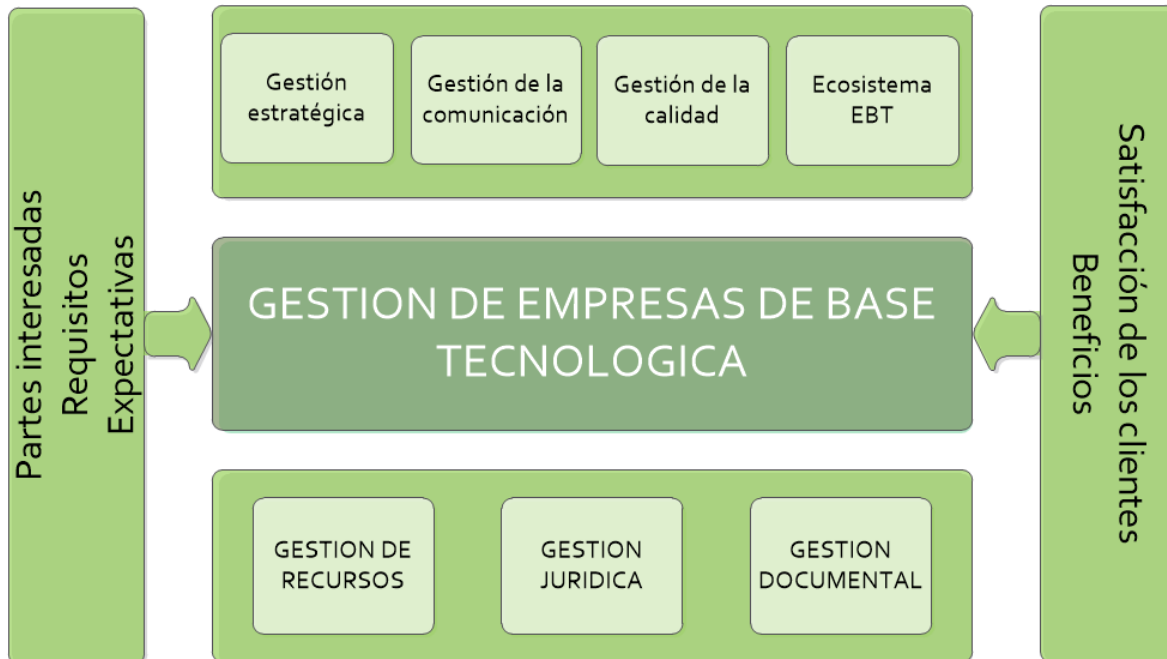 Partes interesadas
Requisitos
Expectativas
Gestión
estratégica
Gestión de la
comunicación
Gestión de la
calidad
Ecosistema
EBT
GESTION DE EMPRESAS DE BASE
TECNOLOGICA
GESTION DE
RECURSOS
GESTION
JURIDICA
GESTION
DOCUMENTAL
Satisfacción de los clientes
Beneficios